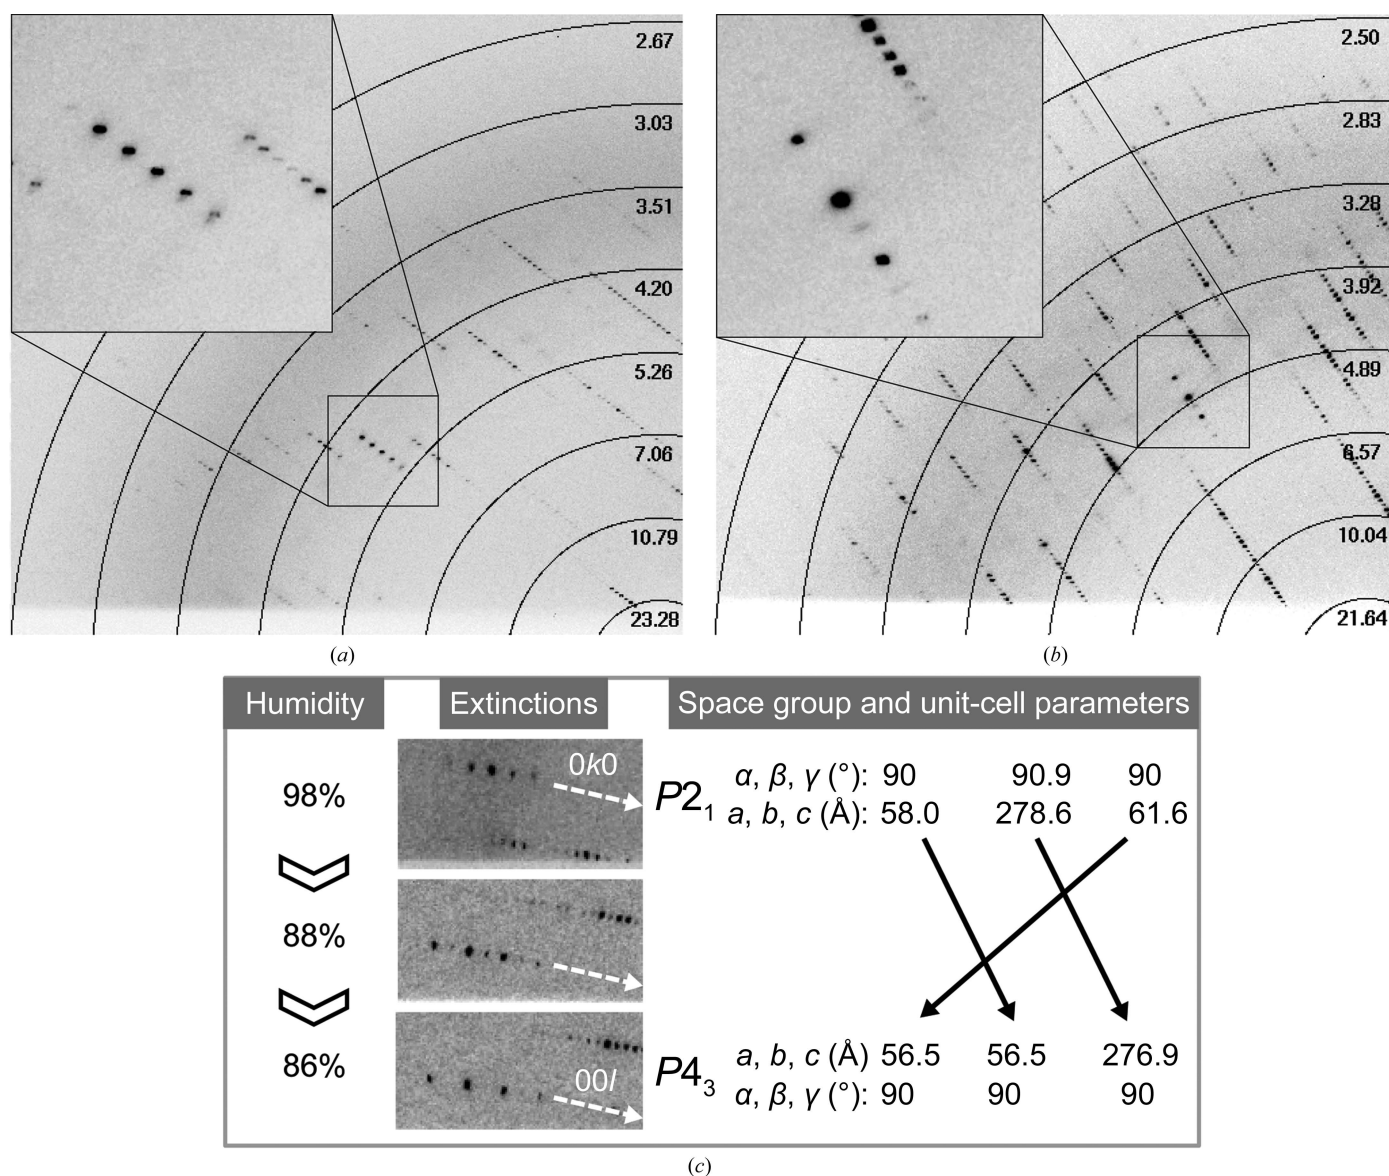 2.67
3.03
3.51
4.20
5.26
7.06
10.79
23.28
(a)
2.50
2.83
3.28
3.92
4.89
6.57
10.04
21.64
(b)
Humidity Extinctions Space group and unit-cell parameters
98%
88%
86%
0k0
00l
P2₁
α, β, γ (°): 90 90.9 90
a, b, c (Å): 58.0 278.6 61.6
P4₃
a, b, c (Å) 56.5 56.5 276.9
α, β, γ (°): 90 90 90
(c)